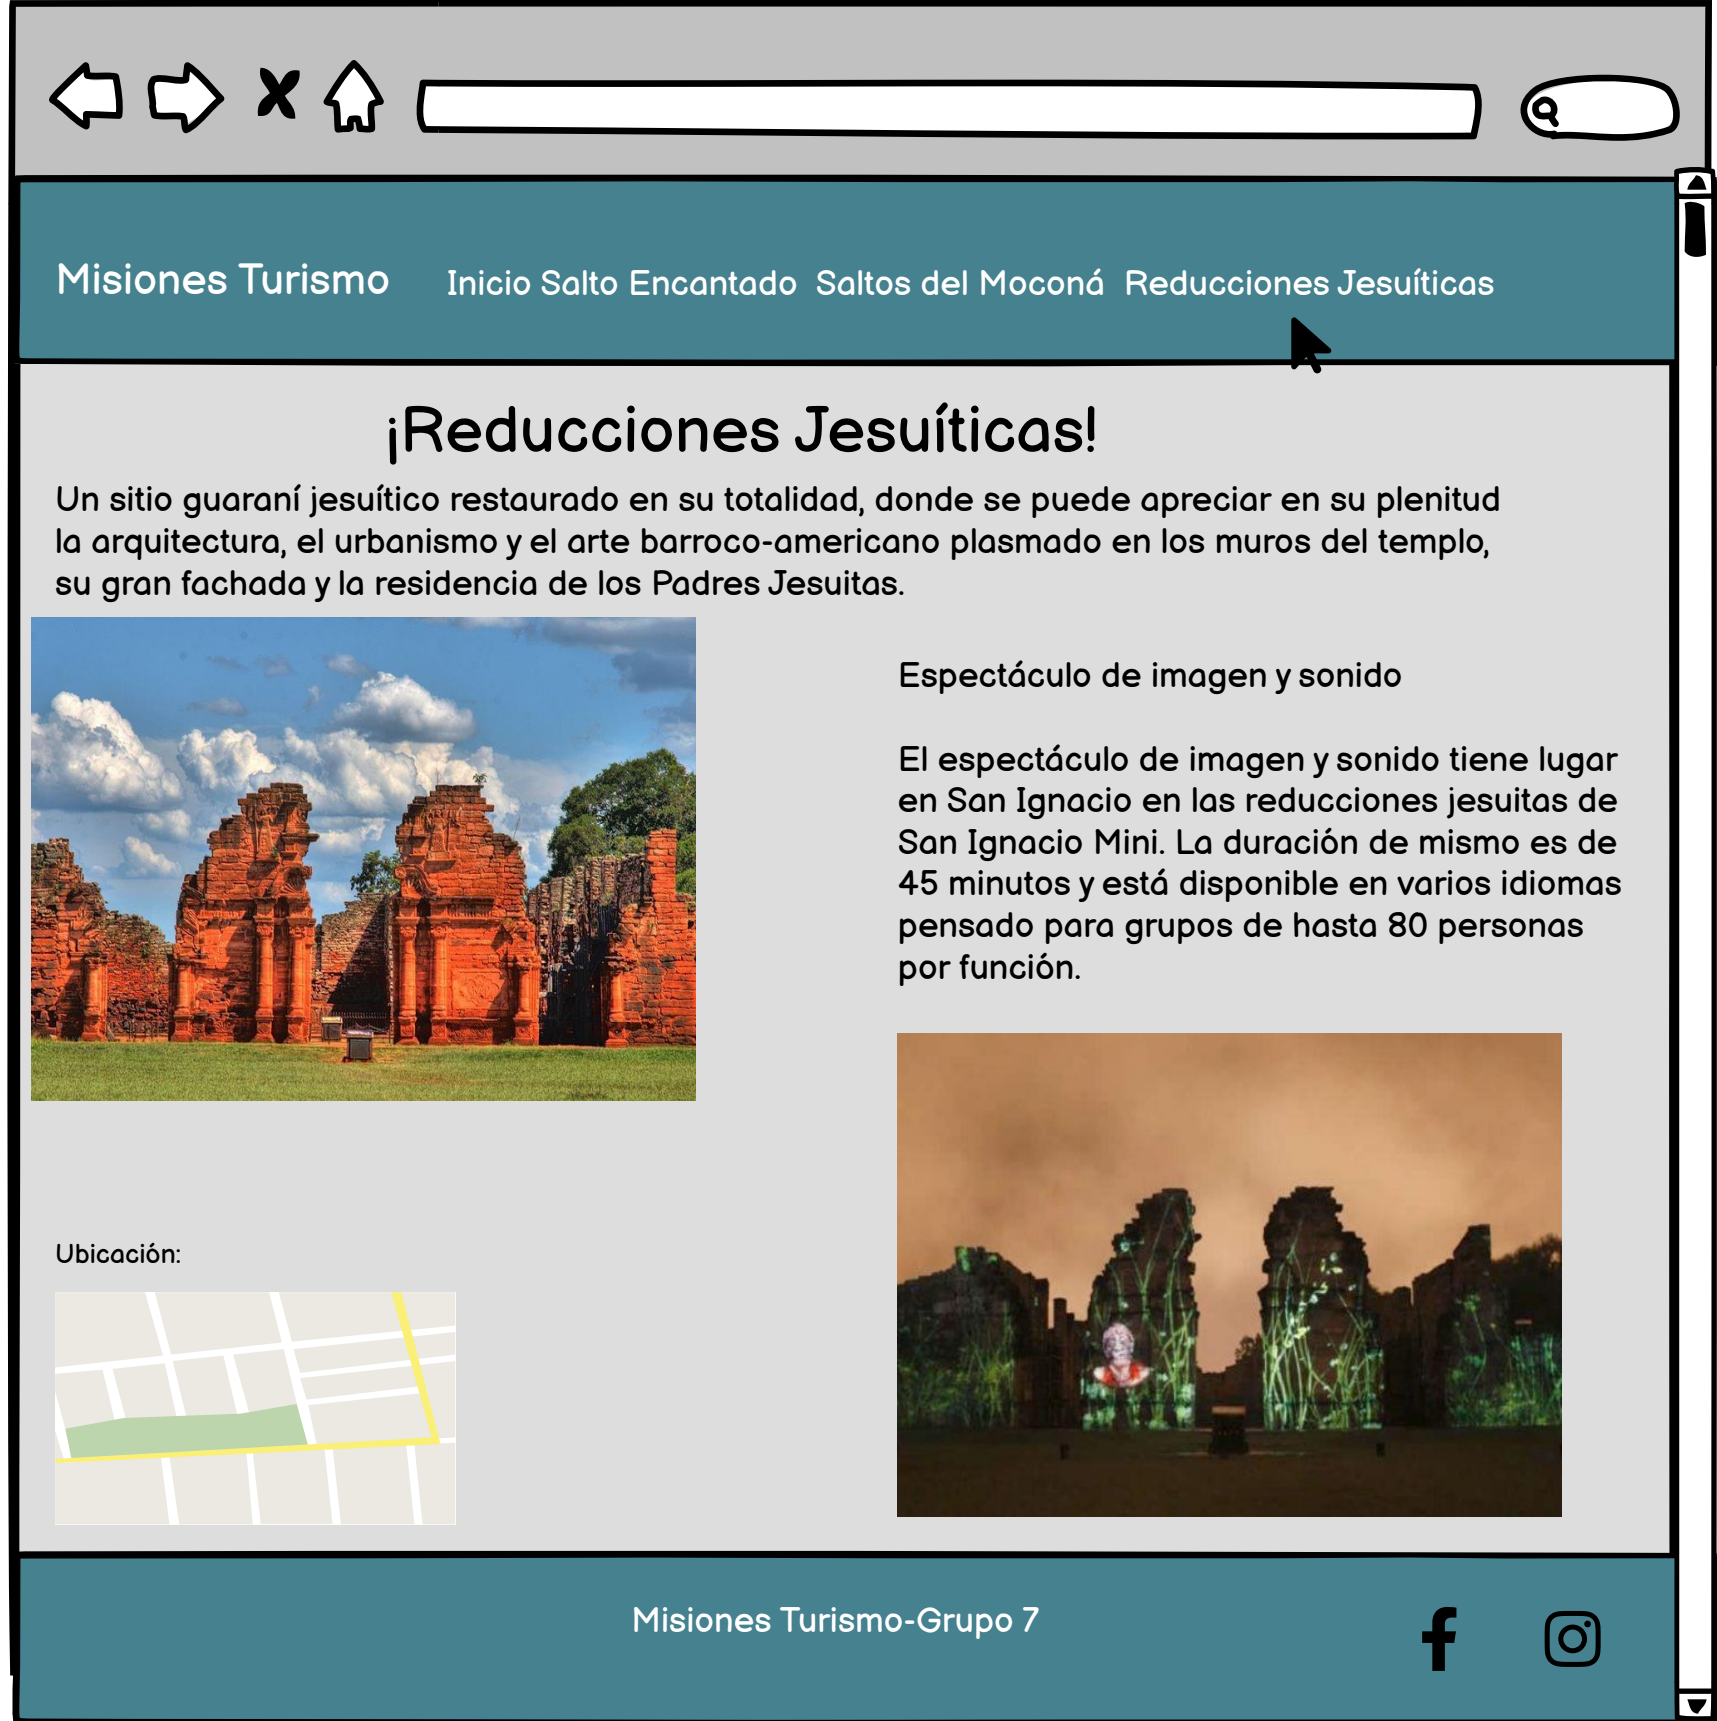 Misiones Turismo
Inicio Salto Encantado Saltos del Moconá Reducciones Jesuíticas
¡Reducciones Jesuíticas!
Un sitio guaraní jesuítico restaurado en su totalidad, donde se puede apreciar en su plenitud
la arquitectura, el urbanismo y el arte barroco-americano plasmado en los muros del templo,
su gran fachada y la residencia de los Padres Jesuitas.
Espectáculo de imagen y sonido
El espectáculo de imagen y sonido tiene lugar
en San Ignacio en las reducciones jesuitas de
San Ignacio Mini. La duración de mismo es de
45 minutos y está disponible en varios idiomas
pensado para grupos de hasta 80 personas
por función.
Ubicación:
Misiones Turismo-Grupo 7